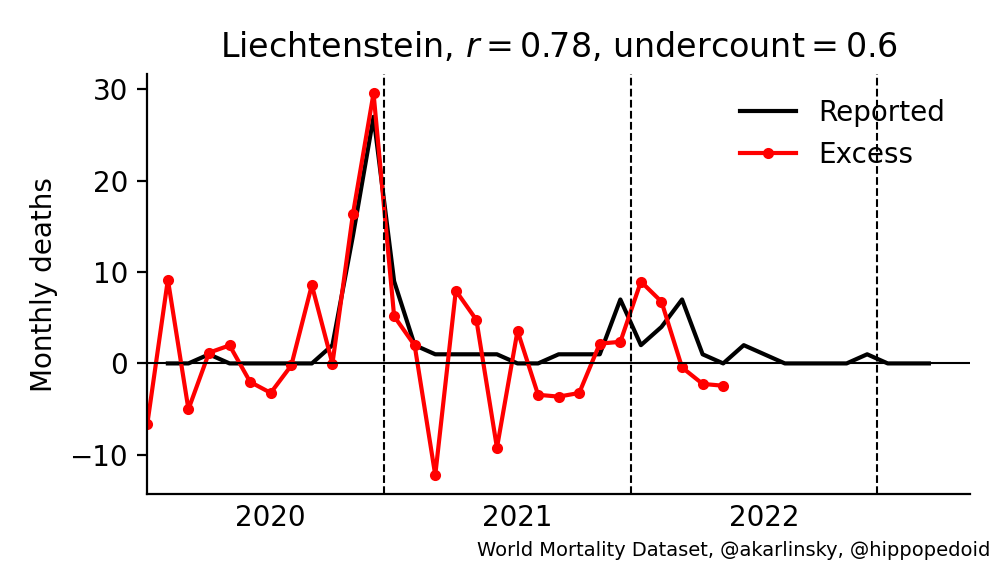 Liechtenstein, r = 0.78, undercount = 0.6
Reported
Excess
Monthly deaths
30
20
10
0
−10
2020 2021 2022
World Mortality Dataset, @akarlinsky, @hippopedoid